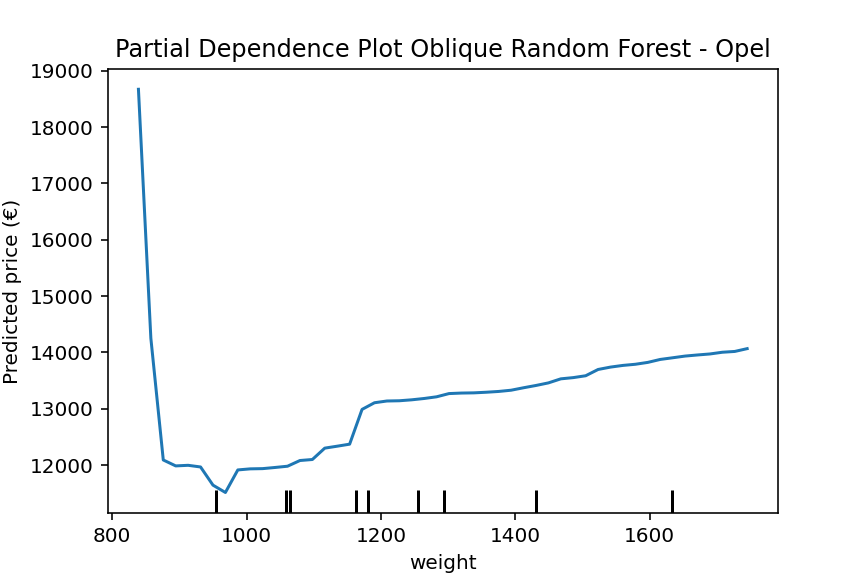 Partial Dependence Plot Oblique Random Forest - Opel
19000
18000
17000
16000
15000
14000
13000
12000
Predicted price (€)
800 1000 1200 1400 1600
weight